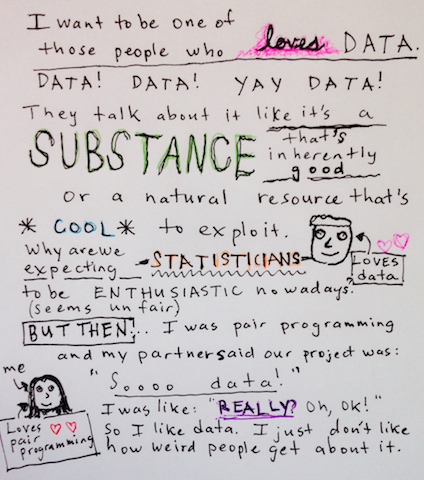 I want to be one of
those people who loves DATA.
DATA! DATA! YAY DATA!
They talk about it like it's a
SUBSTANCE that's inherently good
or a natural resource that's
* COOL * to exploit.
Why are we expecting STATISTICIANS
LOVES data
to be ENTHUSIASTIC nowadays?
(seems unfair)
BUT THEN... I was pair programming
and my partner said our project was:
"Soooo data!"
me
Loves pair programming
I was like: "REALLY? Oh, OK!"
So I like data. I just don't like
how weird people get about it.